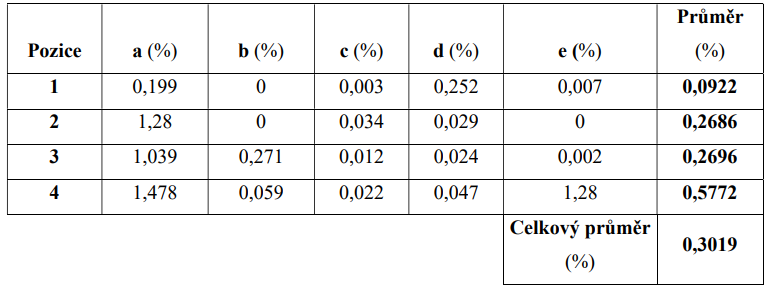 Pozice a (%) b (%) c (%) d (%) e (%) Průměr (%)
1 0,199 0 0,003 0,252 0,007 0,0922
2 1,28 0 0,034 0,029 0 0,2686
3 1,039 0,271 0,012 0,024 0,002 0,2696
4 1,478 0,059 0,022 0,047 1,28 0,5772
Celkový průměr (%) 0,3019